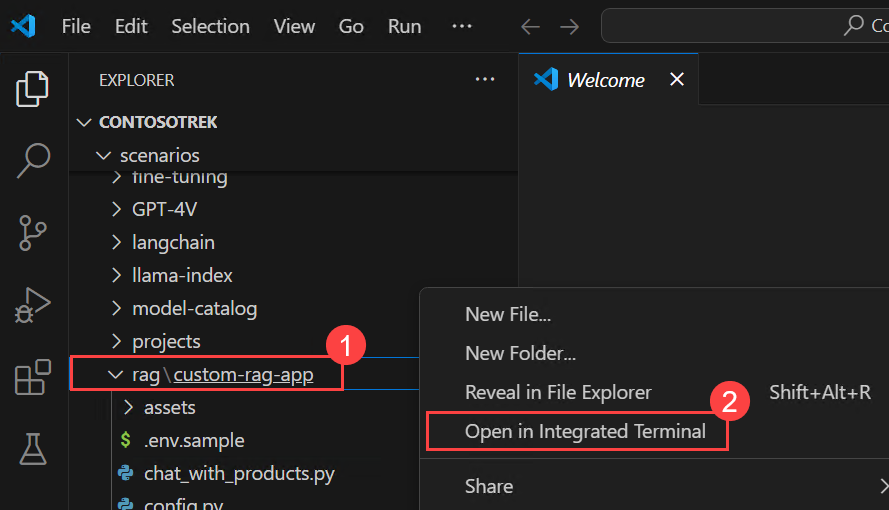 File Edit Selection View Go Run ··· Co
EXPLORER ···
Welcome
CONTOSOTREK
scenarios
fine-tuning
GPT-4V
langchain
llama-index
model-catalog
projects
1
rag\custom-rag-app
assets
$ .env.sample
chat_with_products.py
config.py
New File...
New Folder...
Reveal in File Explorer Shift+Alt+R
2
Open in Integrated Terminal
Share